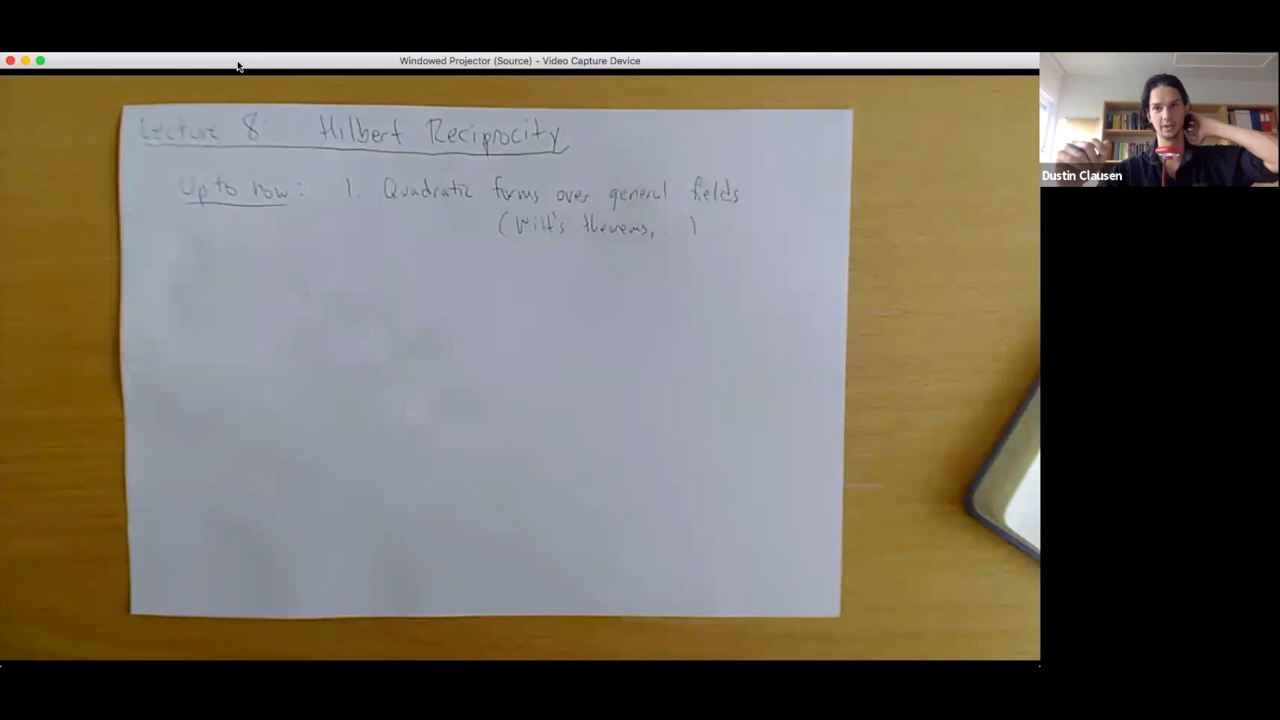 Windowed Projector (Source) - Video Capture Device
Lecture 8 Hilbert Reciprocity
Up to now: 1. Quadratic forms over general fields
(Witt's theorems, ..)
Dustin Clausen